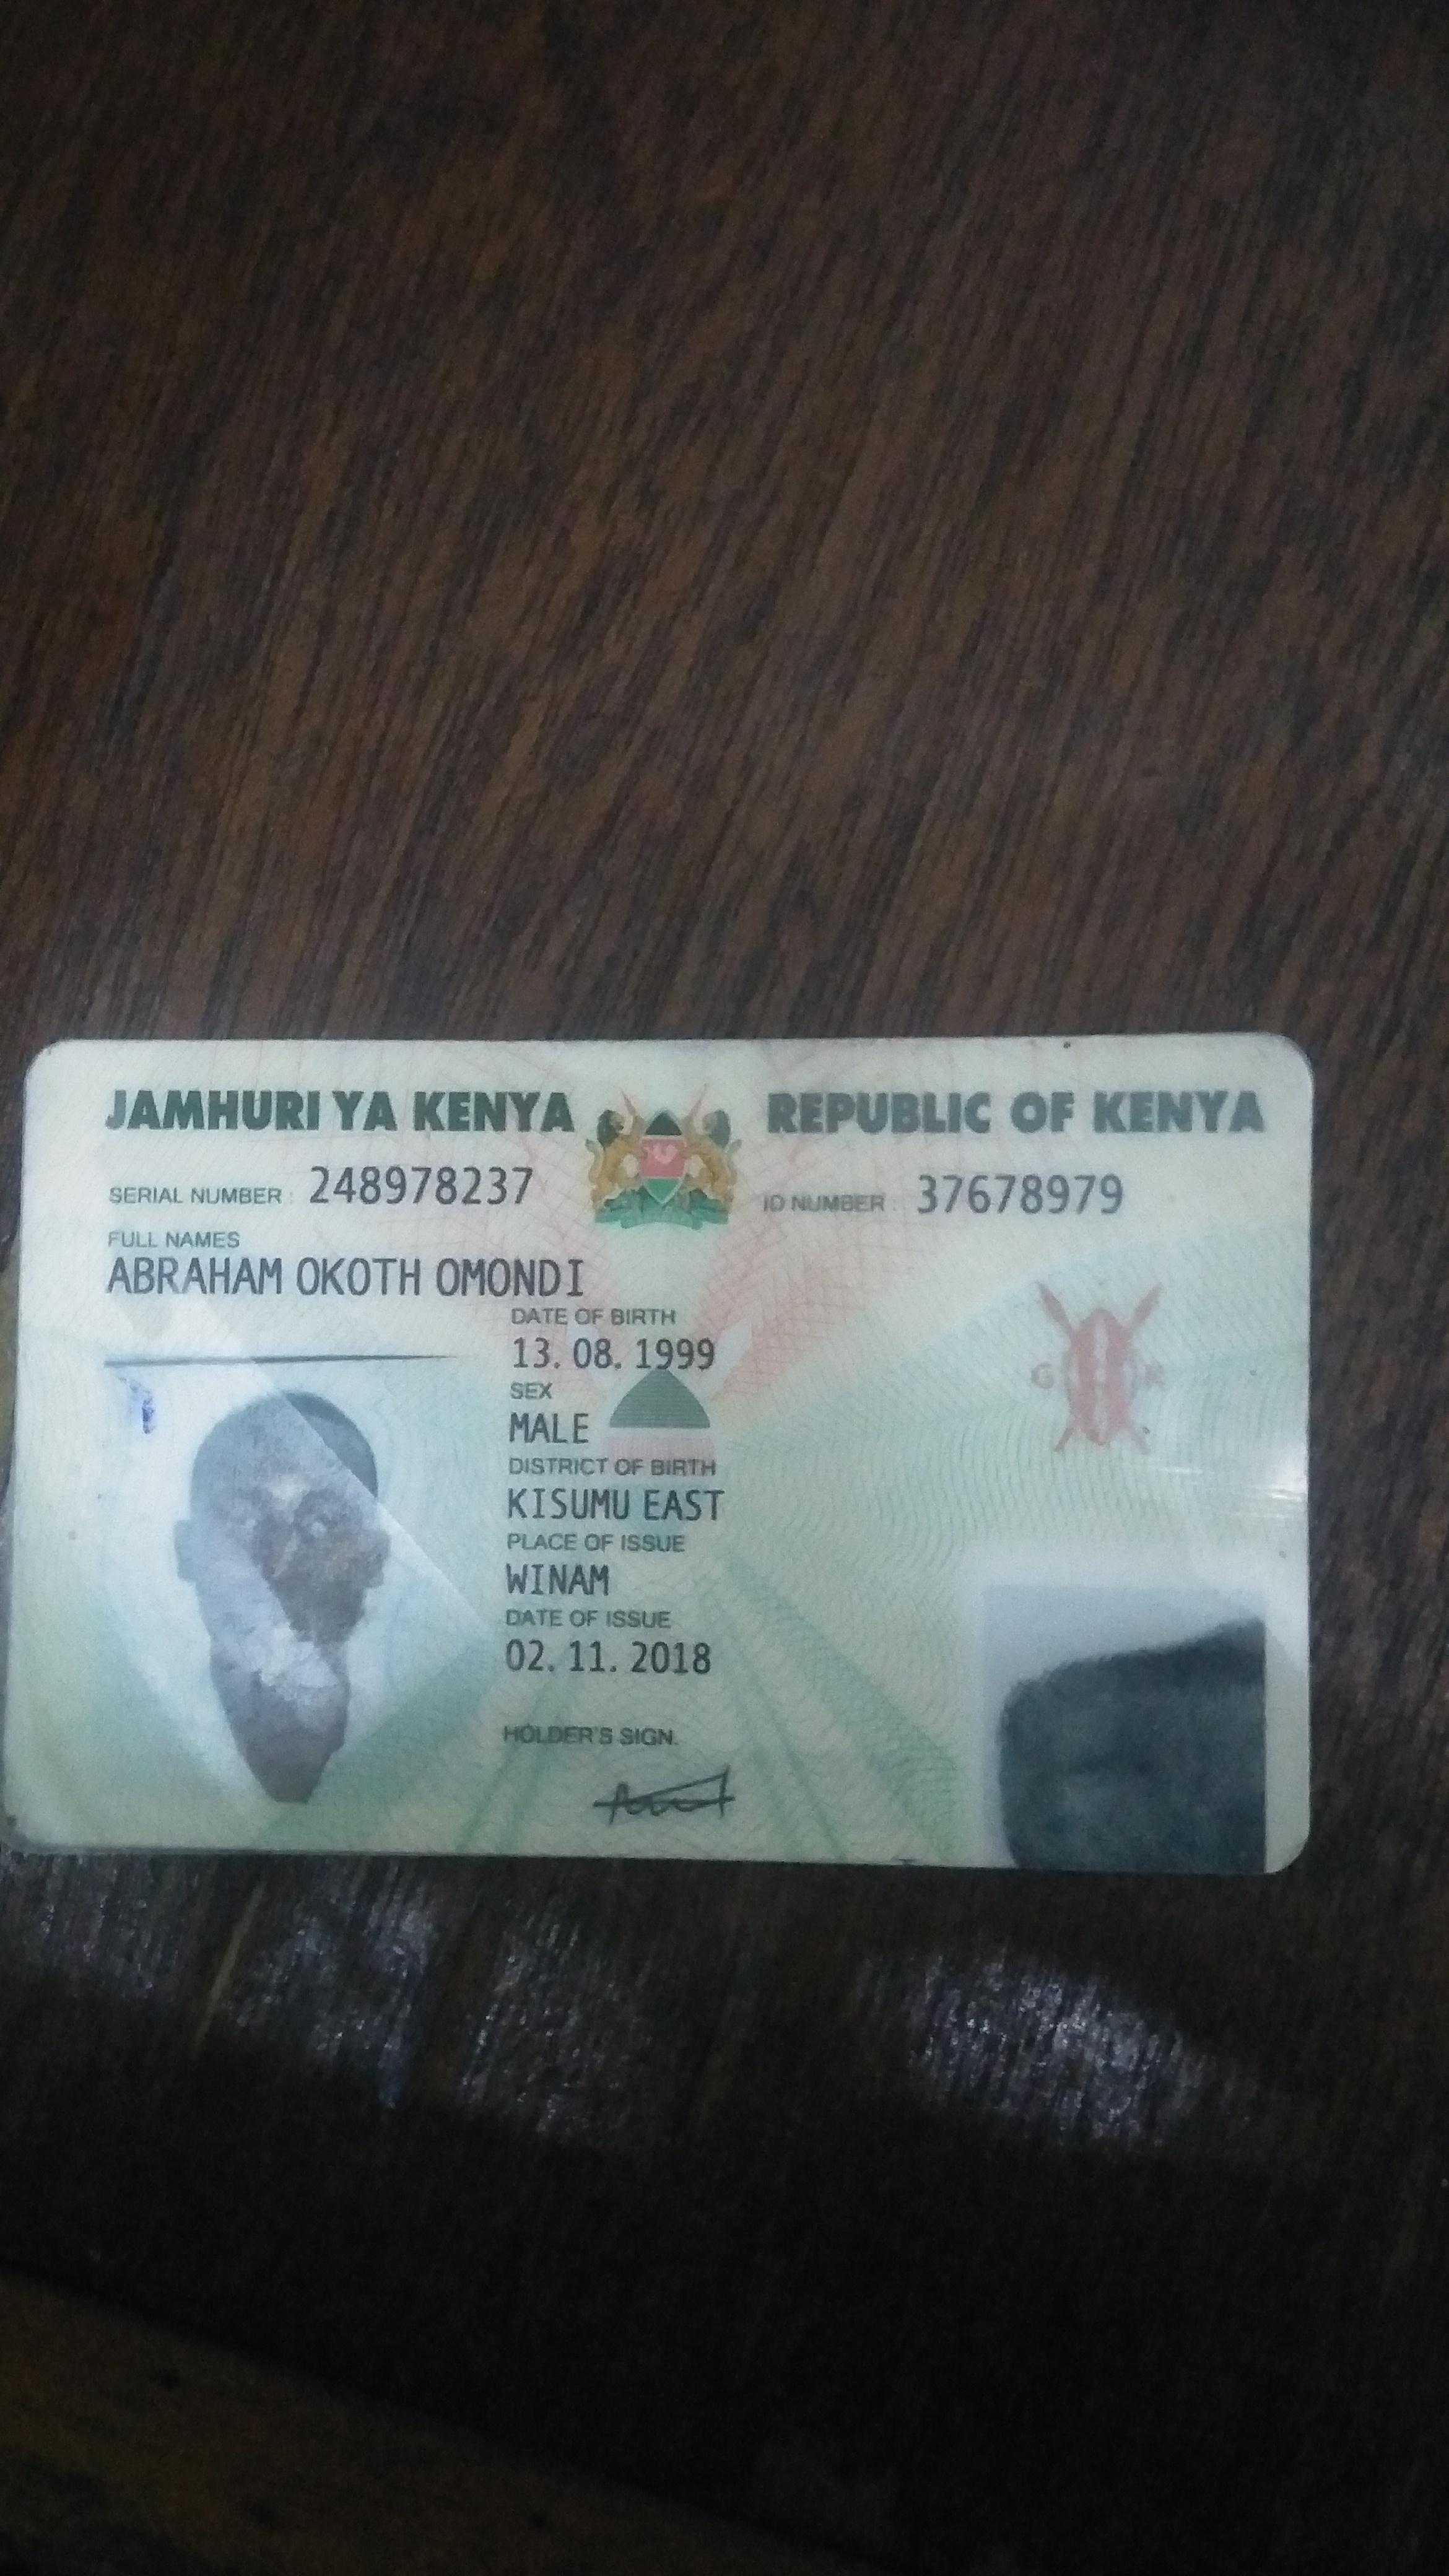 JAMHURI YA KENYA REPUBLIC OF KENYA
SERIAL NUMBER : 248978237 ID NUMBER : 37678979
FULL NAMES
ABRAHAM OKOTH OMONDI
DATE OF BIRTH
13. 08. 1999
SEX
MALE
DISTRICT OF BIRTH
KISUMU EAST
PLACE OF ISSUE
WINAM
DATE OF ISSUE
02. 11. 2018
HOLDER'S SIGN.
G K